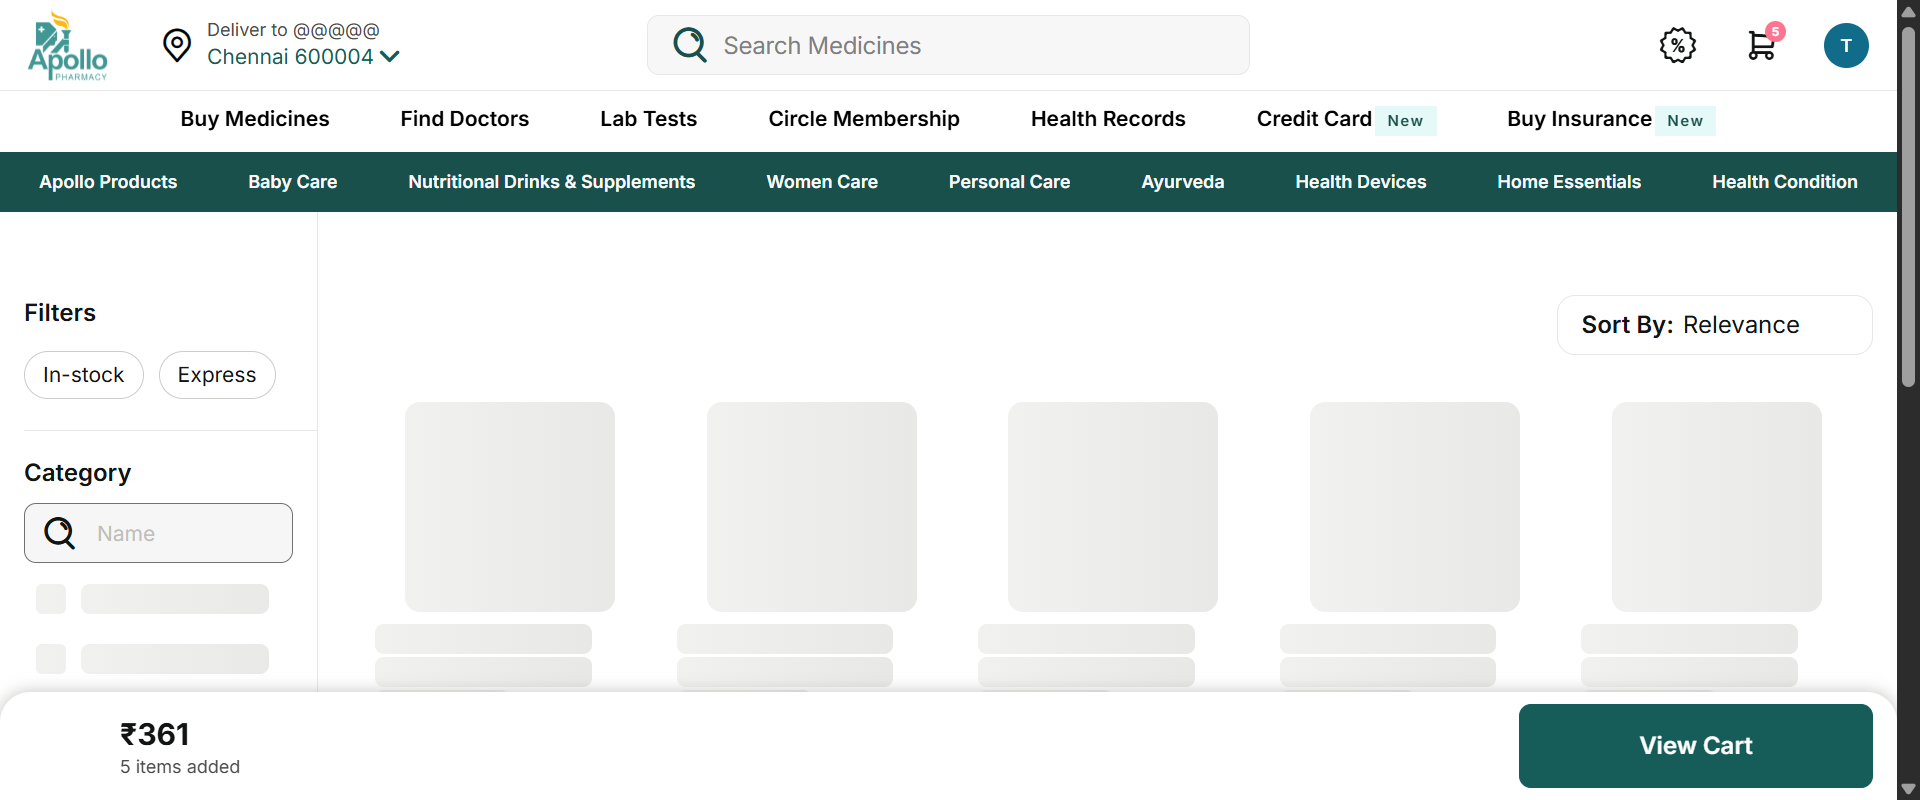 Apollo
PHARMACY
Deliver to @@@@@
Chennai 600004
Search Medicines
5
T
Buy Medicines
Find Doctors
Lab Tests
Circle Membership
Health Records
Credit Card New
Buy Insurance New
Apollo Products
Baby Care
Nutritional Drinks & Supplements
Women Care
Personal Care
Ayurveda
Health Devices
Home Essentials
Health Condition
Filters
In-stock
Express
Sort By: Relevance
Category
Name
₹361
5 items added
View Cart